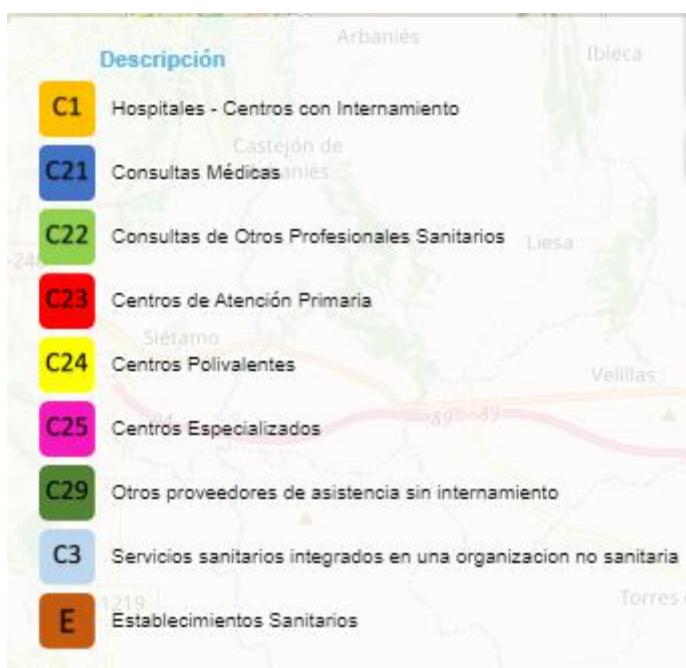 Arbaniés
Ibieca
Descripción
C1 Hospitales - Centros con Internamiento
Castejón de
C21 Consultas Médicas
C22 Consultas de Otros Profesionales Sanitarios
Liesa
C23 Centros de Atención Primaria
Siétamo
C24 Centros Polivalentes
Velillas
C25 Centros Especializados
C29 Otros proveedores de asistencia sin internamiento
C3 Servicios sanitarios integrados en una organizacion no sanitaria
Torres
E Establecimientos Sanitarios